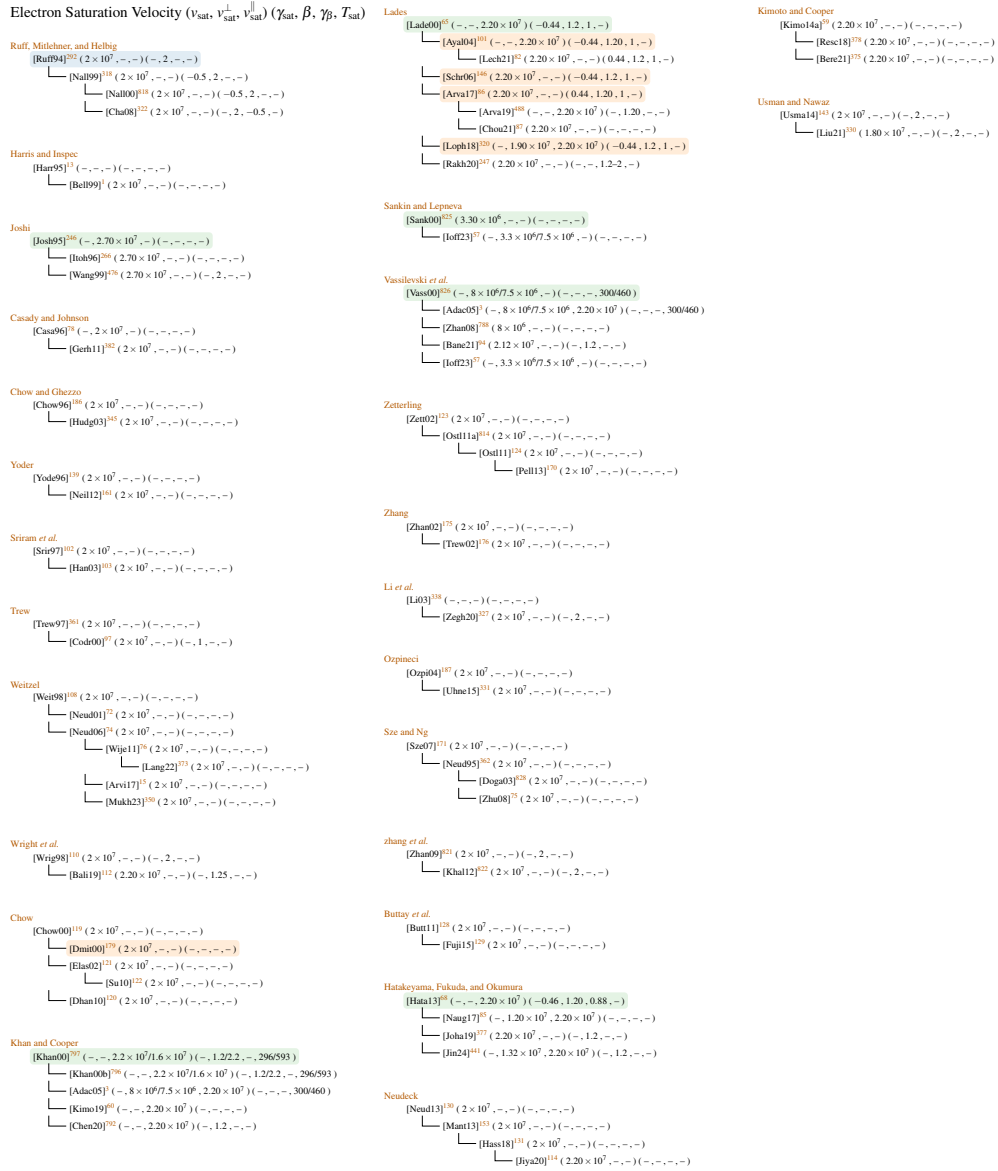 Electron Saturation Velocity (v_sat, v_sat^⊥, v_sat^∥) (γ_sat, β, γ_β, T_sat)
Ruff, Mitlehner, and Helbig
[Ruff94]^292 ( 2 × 10^7 , –, – ) ( –, 2 , –, – )
[Nall99]^318 ( 2 × 10^7 , –, – ) ( −0.5 , 2 , –, – )
[Nall00]^818 ( 2 × 10^7 , –, – ) ( −0.5 , 2 , –, – )
[Cha08]^322 ( 2 × 10^7 , –, – ) ( –, 2 , −0.5 , – )
Harris and Inspec
[Harr95]^13 ( –, –, – ) ( –, –, –, – )
[Bell99]^1 ( 2 × 10^7 , –, – ) ( –, –, –, – )
Joshi
[Josh95]^246 ( –, 2.70 × 10^7 , – ) ( –, –, –, – )
[Itoh96]^266 ( 2.70 × 10^7 , –, – ) ( –, –, –, – )
[Wang99]^476 ( 2.70 × 10^7 , –, – ) ( –, 2 , –, – )
Casady and Johnson
[Casa96]^78 ( –, 2 × 10^7 , – ) ( –, –, –, – )
[Gerh11]^382 ( 2 × 10^7 , –, – ) ( –, –, –, – )
Chow and Ghezzo
[Chow96]^186 ( 2 × 10^7 , –, – ) ( –, –, –, – )
[Hudg03]^345 ( 2 × 10^7 , –, – ) ( –, –, –, – )
Yoder
[Yode96]^139 ( 2 × 10^7 , –, – ) ( –, –, –, – )
[Neil12]^161 ( 2 × 10^7 , –, – ) ( –, –, –, – )
Sriram et al.
[Srir97]^102 ( 2 × 10^7 , –, – ) ( –, –, –, – )
[Han03]^103 ( 2 × 10^7 , –, – ) ( –, –, –, – )
Trew
[Trew97]^361 ( 2 × 10^7 , –, – ) ( –, –, –, – )
[Codr00]^97 ( 2 × 10^7 , –, – ) ( –, 1 , –, – )
Weitzel
[Weit98]^108 ( 2 × 10^7 , –, – ) ( –, –, –, – )
[Neud01]^72 ( 2 × 10^7 , –, – ) ( –, –, –, – )
[Neud06]^74 ( 2 × 10^7 , –, – ) ( –, –, –, – )
[Wije11]^76 ( 2 × 10^7 , –, – ) ( –, –, –, – )
[Lang22]^373 ( 2 × 10^7 , –, – ) ( –, –, –, – )
[Arvi17]^15 ( 2 × 10^7 , –, – ) ( –, –, –, – )
[Mukh23]^350 ( 2 × 10^7 , –, – ) ( –, –, –, – )
Wright et al.
[Wrig98]^110 ( 2 × 10^7 , –, – ) ( –, 2 , –, – )
[Bali19]^112 ( 2.20 × 10^7 , –, – ) ( –, 1.25 , –, – )
Chow
[Chow00]^119 ( 2 × 10^7 , –, – ) ( –, –, –, – )
[Dmit00]^179 ( 2 × 10^7 , –, – ) ( –, –, –, – )
[Elas02]^121 ( 2 × 10^7 , –, – ) ( –, –, –, – )
[Su10]^122 ( 2 × 10^7 , –, – ) ( –, –, –, – )
[Dhan10]^120 ( 2 × 10^7 , –, – ) ( –, –, –, – )
Khan and Cooper
[Khan00]^797 ( –, –, 2.2 × 10^7/1.6 × 10^7 ) ( –, 1.2/2.2 , –, 296/593 )
[Khan00b]^796 ( –, –, 2.2 × 10^7/1.6 × 10^7 ) ( –, 1.2/2.2 , –, 296/593 )
[Adac05]^3 ( –, 8 × 10^6/7.5 × 10^6 , 2.20 × 10^7 ) ( –, –, –, 300/460 )
[Kimo19]^60 ( –, –, 2.20 × 10^7 ) ( –, –, –, – )
[Chen20]^792 ( –, –, 2.20 × 10^7 ) ( –, 1.2 , –, – )
Lades
[Lade00]^65 ( –, –, 2.20 × 10^7 ) ( −0.44 , 1.2 , 1 , – )
[Ayal04]^101 ( –, –, 2.20 × 10^7 ) ( −0.44 , 1.20 , 1 , – )
[Lech21]^82 ( –, –, 2.20 × 10^7 ) ( 0.44 , 1.2 , 1 , – )
[Schr06]^146 ( 2.20 × 10^7 , –, – ) ( −0.44 , 1.2 , 1 , – )
[Arva17]^86 ( 2.20 × 10^7 , –, – ) ( 0.44 , 1.20 , 1 , – )
[Arva19]^488 ( –, –, 2.20 × 10^7 ) ( –, 1.20 , –, – )
[Chou21]^87 ( 2.20 × 10^7 , –, – ) ( –, –, –, – )
[Loph18]^320 ( –, 1.90 × 10^7 , 2.20 × 10^7 ) ( −0.44 , 1.2 , 1 , – )
[Rakh20]^247 ( 2.20 × 10^7 , –, – ) ( –, –, 1.2–2 , –, – )
Sankin and Lepneva
[Sank00]^825 ( 3.30 × 10^6 , –, – ) ( –, –, –, – )
[Ioff23]^57 ( –, 3.3 × 10^6/7.5 × 10^6 , – ) ( –, –, –, – )
Vassilevski et al.
[Vass00]^826 ( –, 8 × 10^6/7.5 × 10^6 , – ) ( –, –, –, 300/460 )
[Adac05]^3 ( –, 8 × 10^6/7.5 × 10^6 , 2.20 × 10^7 ) ( –, –, –, 300/460 )
[Zhan08]^788 ( 8 × 10^6 , –, – ) ( –, –, –, – )
[Bane21]^94 ( 2.12 × 10^7 , –, – ) ( –, 1.2 , –, – )
[Ioff23]^57 ( –, 3.3 × 10^6/7.5 × 10^6 , – ) ( –, –, –, – )
Zetterling
[Zett02]^123 ( 2 × 10^7 , –, – ) ( –, –, –, – )
[Ostl11a]^814 ( 2 × 10^7 , –, – ) ( –, –, –, – )
[Ostl11]^124 ( 2 × 10^7 , –, – ) ( –, –, –, – )
[Pell13]^170 ( 2 × 10^7 , –, – ) ( –, –, –, – )
Zhang
[Zhan02]^175 ( 2 × 10^7 , –, – ) ( –, –, –, – )
[Trew02]^176 ( 2 × 10^7 , –, – ) ( –, –, –, – )
Li et al.
[Li03]^338 ( –, –, – ) ( –, –, –, – )
[Zegh20]^327 ( 2 × 10^7 , –, – ) ( –, 2 , –, – )
Ozpineci
[Ozpi04]^187 ( 2 × 10^7 , –, – ) ( –, –, –, – )
[Uhne15]^331 ( 2 × 10^7 , –, – ) ( –, –, –, – )
Sze and Ng
[Sze07]^171 ( 2 × 10^7 , –, – ) ( –, –, –, – )
[Neud95]^362 ( 2 × 10^7 , –, – ) ( –, –, –, – )
[Doga03]^828 ( 2 × 10^7 , –, – ) ( –, –, –, – )
[Zhu08]^75 ( 2 × 10^7 , –, – ) ( –, –, –, – )
zhang et al.
[Zhan09]^821 ( 2 × 10^7 , –, – ) ( –, 2 , –, – )
[Khal12]^822 ( 2 × 10^7 , –, – ) ( –, 2 , –, – )
Buttay et al.
[Butt11]^128 ( 2 × 10^7 , –, – ) ( –, –, –, – )
[Fuji15]^129 ( 2 × 10^7 , –, – ) ( –, –, –, – )
Hatakeyama, Fukuda, and Okumura
[Hata13]^68 ( –, –, 2.20 × 10^7 ) ( −0.46 , 1.20 , 0.88 , – )
[Naug17]^85 ( –, 1.20 × 10^7 , 2.20 × 10^7 ) ( –, –, –, – )
[Joha19]^377 ( 2.20 × 10^7 , –, – ) ( –, 1.2 , –, – )
[Jin24]^441 ( –, 1.32 × 10^7 , 2.20 × 10^7 ) ( –, 1.2 , –, – )
Neudeck
[Neud13]^130 ( 2 × 10^7 , –, – ) ( –, –, –, – )
[Mant13]^153 ( 2 × 10^7 , –, – ) ( –, –, –, – )
[Hass18]^131 ( 2 × 10^7 , –, – ) ( –, –, –, – )
[Jiya20]^114 ( 2.20 × 10^7 , –, – ) ( –, –, –, – )
Kimoto and Cooper
[Kimo14a]^59 ( 2.20 × 10^7 , –, – ) ( –, –, –, – )
[Resc18]^378 ( 2.20 × 10^7 , –, – ) ( –, –, –, – )
[Bere21]^375 ( 2.20 × 10^7 , –, – ) ( –, –, –, – )
Usman and Nawaz
[Usma14]^143 ( 2 × 10^7 , –, – ) ( –, 2 , –, – )
[Liu21]^330 ( 1.80 × 10^7 , –, – ) ( –, 2 , –, – )